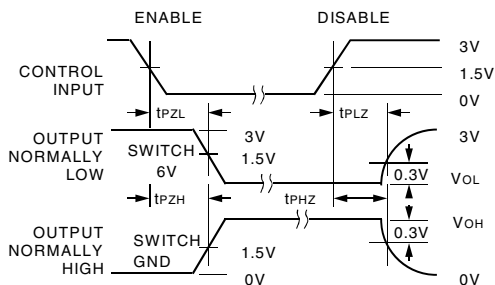 ENABLE DISABLE
3V
CONTROL INPUT 1.5V
0V
tPZL tPLZ
OUTPUT NORMALLY LOW 3V 3V
SWITCH 6V 1.5V
0.3V VOL
tPZH tPHZ
0.3V VOH
OUTPUT NORMALLY HIGH SWITCH GND 1.5V
0V 0V